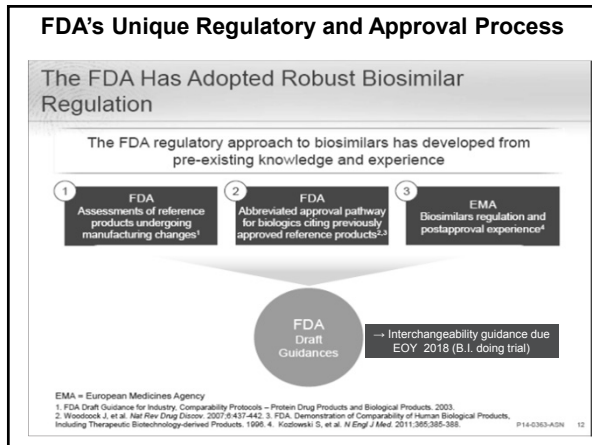 FDA's Unique Regulatory and Approval Process
The FDA Has Adopted Robust Biosimilar
Regulation
The FDA regulatory approach to biosimilars has developed from
pre-existing knowledge and experience
1
FDA
Assessments of reference
products undergoing
manufacturing changes1
2
FDA
Abbreviated approval pathway
for biologics citing previously
approved reference products2,3
3
EMA
Biosimilars regulation and
postapproval experience4
FDA
Draft
Guidances
→ Interchangeability guidance due
EOY 2018 (B.I. doing trial)
EMA = European Medicines Agency
1. FDA Draft Guidance for Industry, Comparability Protocols – Protein Drug Products and Biological Products. 2003.
2. Woodcock J, et al. Nat Rev Drug Discov. 2007;6:437-442. 3. FDA. Demonstration of Comparability of Human Biological Products,
Including Therapeutic Biotechnology-derived Products. 1996. 4. Kozlowski S, et al. N Engl J Med. 2011;365;385-388.
P14-0363-ASN 12